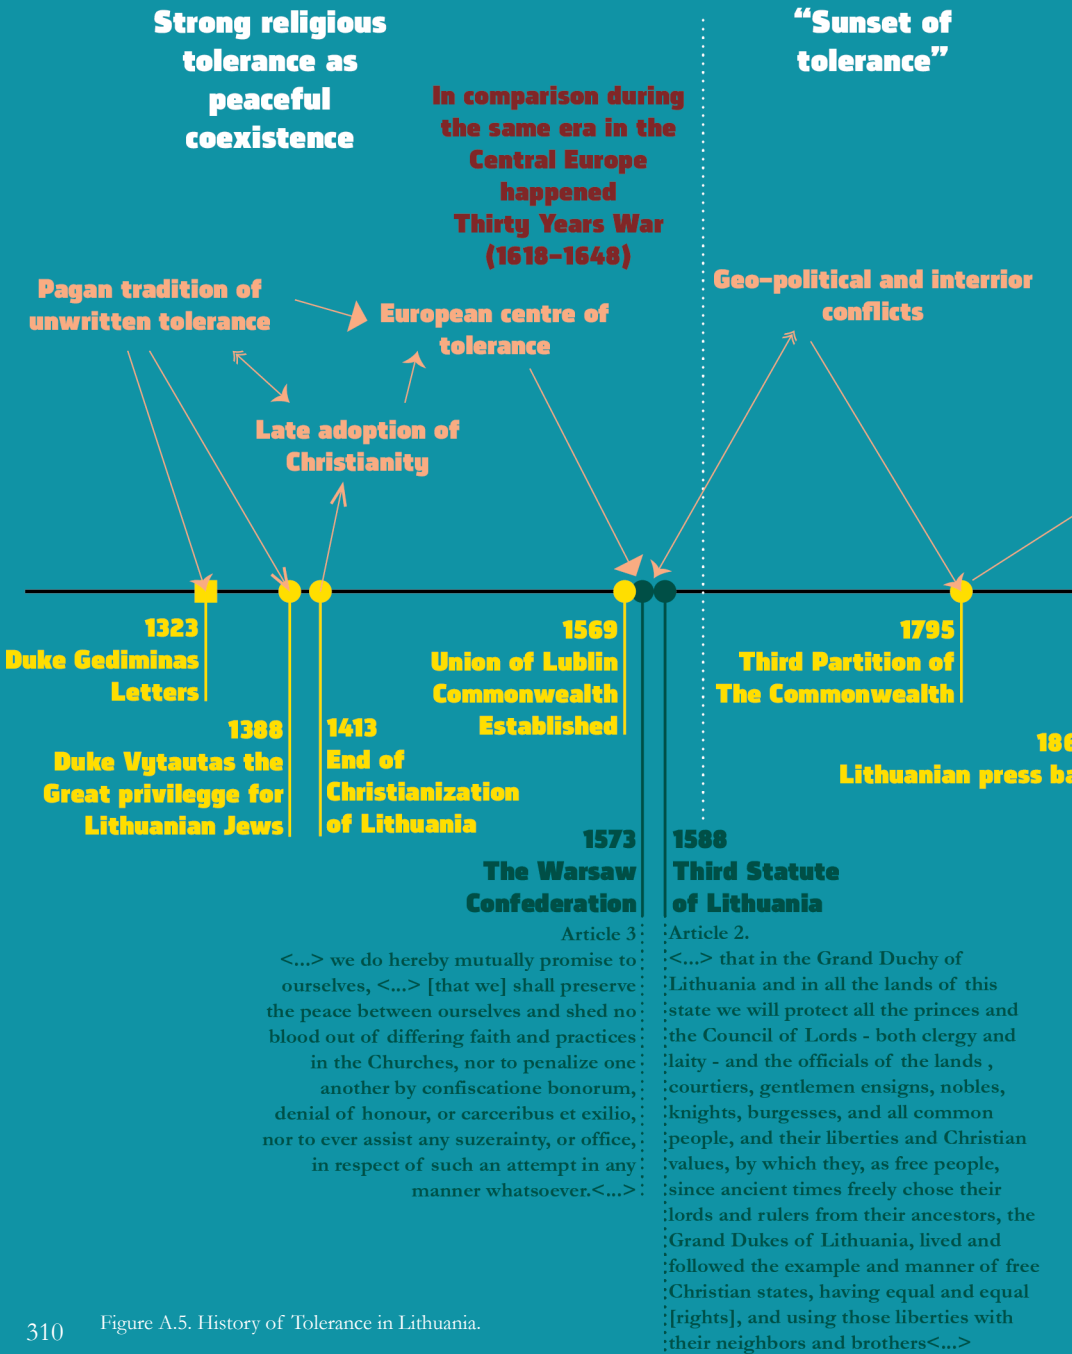 Strong religious
tolerance as
peaceful
coexistence
“Sunset of
tolerance”
In comparison during
the same era in the
Central Europe
happened
Thirty Years War
(1618-1648)
Pagan tradition of
unwritten tolerance
European centre of
tolerance
Geo-political and interrior
conflicts
Late adoption of
Christianity
1323
Duke Gediminas
Letters
1388
Duke Vytautas the
Great privilegge for
Lithuanian Jews
1413
End of
Christianization
of Lithuania
1569
Union of Lublin
Commonwealth
Established
1795
Third Partition of
The Commonwealth
186
Lithuanian press ba
1573
The Warsaw
Confederation
Article 3
<...> we do hereby mutually promise to
ourselves, <...> [that we] shall preserve
the peace between ourselves and shed no
blood out of differing faith and practices
in the Churches, nor to penalize one
another by confiscatione bonorum,
denial of honour, or carceribus et exilio,
nor to ever assist any suzerainty, or office,
in respect of such an attempt in any
manner whatsoever.<...>
1588
Third Statute
of Lithuania
Article 2.
<...> that in the Grand Duchy of
Lithuania and in all the lands of this
state we will protect all the princes and
the Council of Lords - both clergy and
laity - and the officials of the lands ,
courtiers, gentlemen ensigns, nobles,
knights, burgesses, and all common
people, and their liberties and Christian
values, by which they, as free people,
since ancient times freely chose their
lords and rulers from their ancestors, the
Grand Dukes of Lithuania, lived and
followed the example and manner of free
Christian states, having equal and equal
[rights], and using those liberties with
their neighbors and brothers<...>
310
Figure A.5. History of Tolerance in Lithuania.